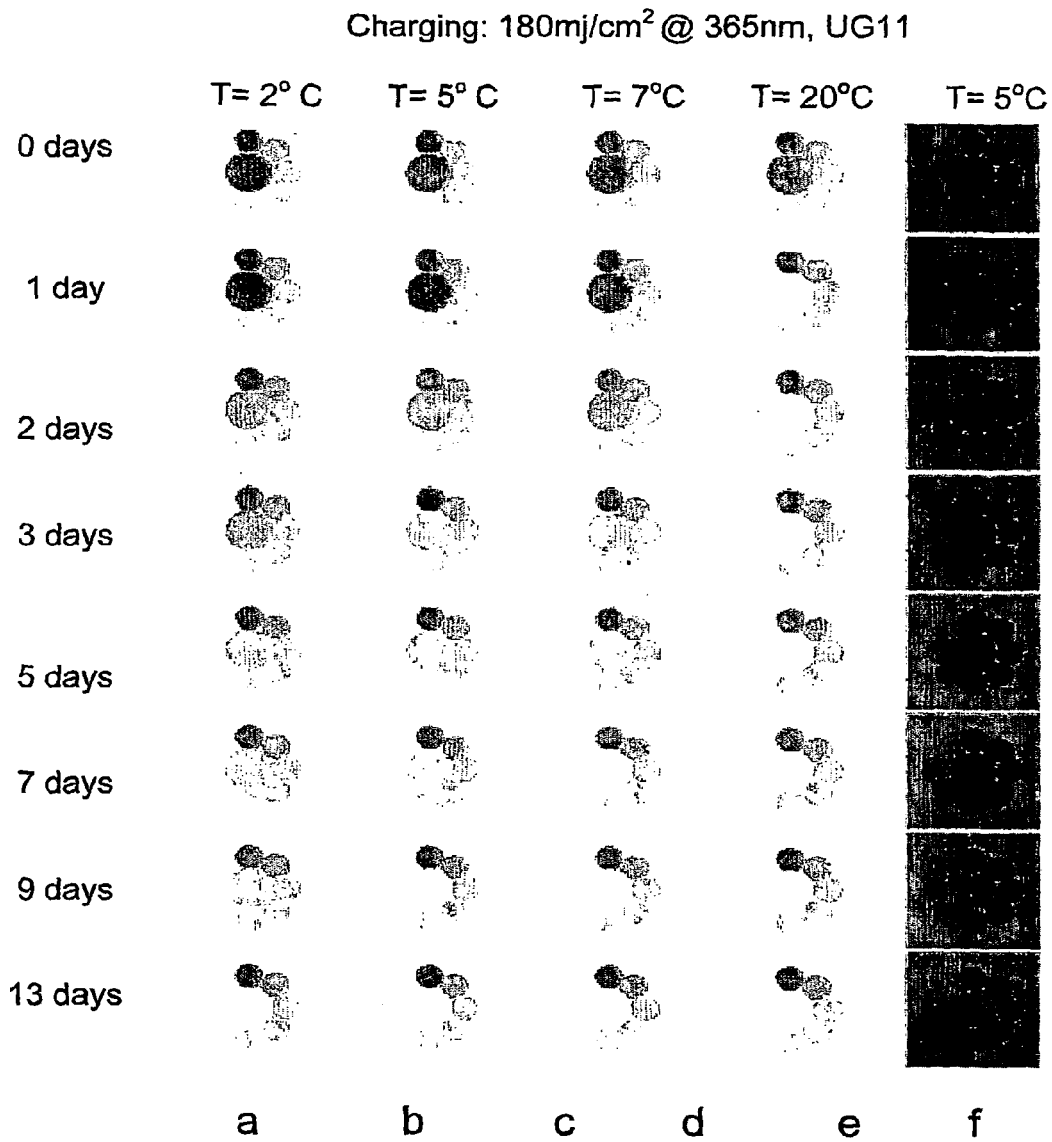 Charging: 180mj/cm² @ 365nm, UG11
T= 2° C T= 5° C T= 7°C T= 20°C T= 5°C
0 days
1 day
2 days
3 days
5 days
7 days
9 days
13 days
a b c d e f